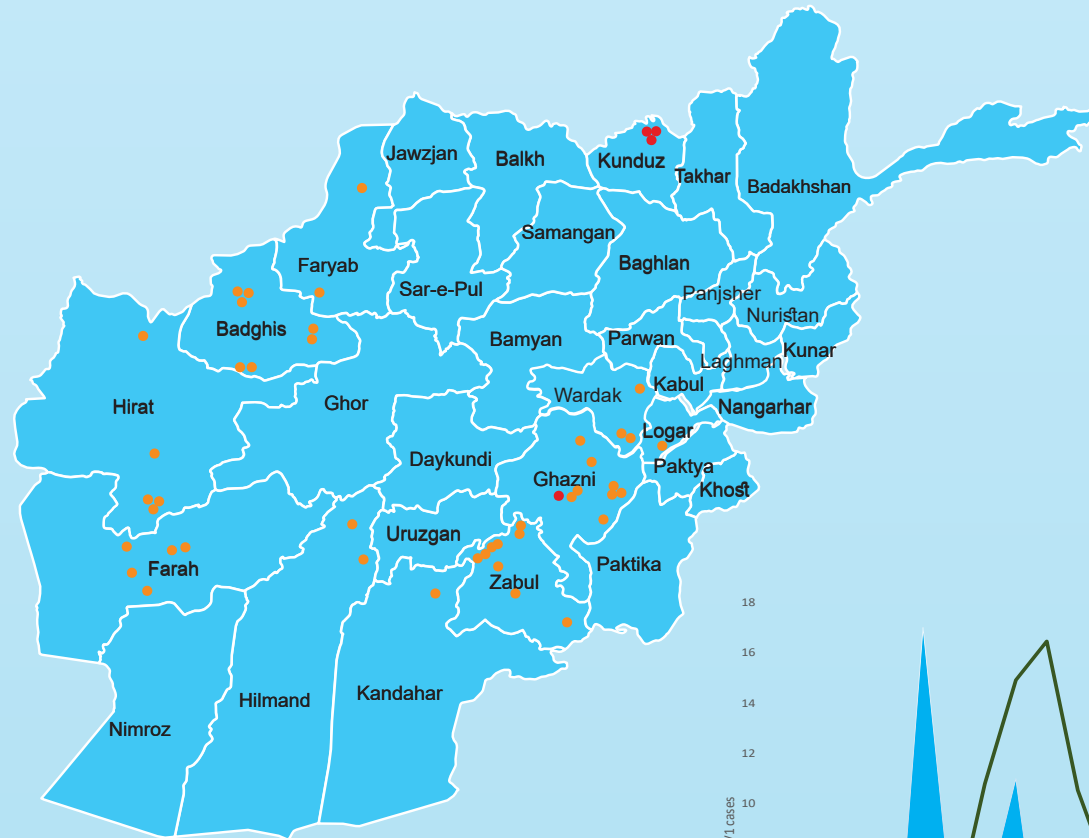 Jawzjan
Balkh
Kunduz
Takhar
Badakhshan
Samangan
Faryab
Baghlan
Sar-e-Pul
Panjsher
Nuristan
Badghis
Bamyan
Parwan
Kunar
Laghman
Kabul
Wardak
Hirat
Ghor
Nangarhar
Logar
Daykundi
Paktya
Ghazni
Khost
Uruzgan
Farah
Paktika
Zabul
Kandahar
Hilmand
Nimroz
18
16
14
12
10